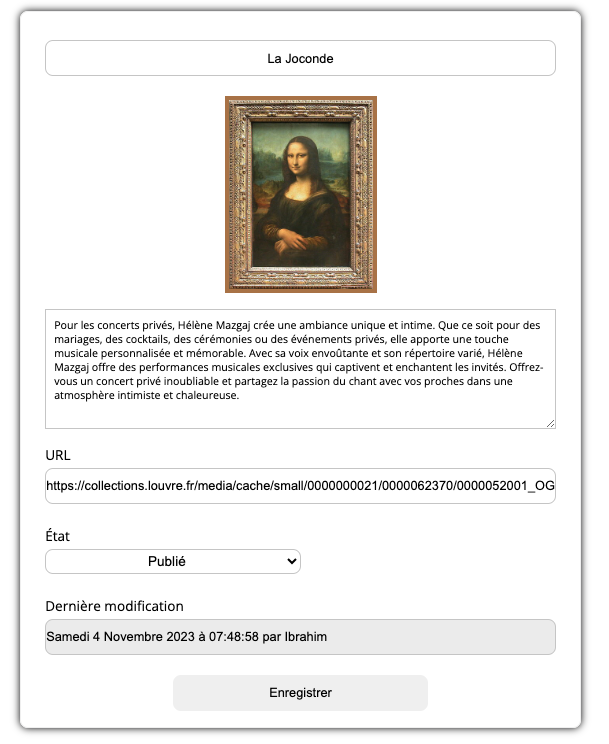 La Joconde
Pour les concerts privés, Hélène Mazgaj crée une ambiance unique et intime. Que ce soit pour des
mariages, des cocktails, des cérémonies ou des événements privés, elle apporte une touche
musicale personnalisée et mémorable. Avec sa voix envoûtante et son répertoire varié, Hélène
Mazgaj offre des performances musicales exclusives qui captivent et enchantent les invités. Offrez-
vous un concert privé inoubliable et partagez la passion du chant avec vos proches dans une
atmosphère intimiste et chaleureuse.
URL
https://collections.louvre.fr/media/cache/small/0000000021/0000062370/0000052001_OG
État
Publié
Dernière modification
Samedi 4 Novembre 2023 à 07:48:58 par Ibrahim
Enregistrer